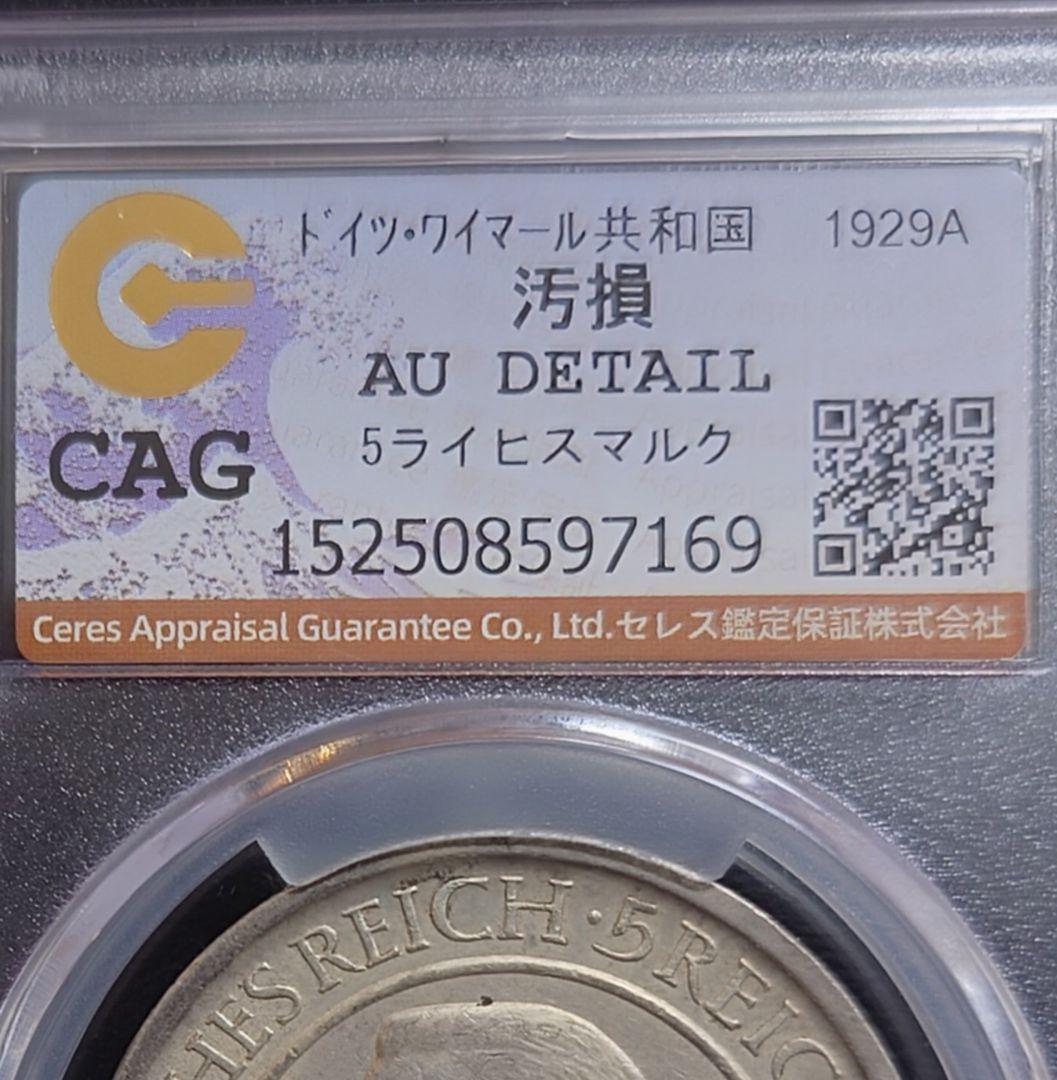 ドイツ・ワイマール共和国 1929A
汚損
AU DETAIL
CAG
5ライヒスマルク
152508597169
Ceres Appraisal Guarantee Co., Ltd.セレス鑑定保証株式会社
HES REICH·5 REIC